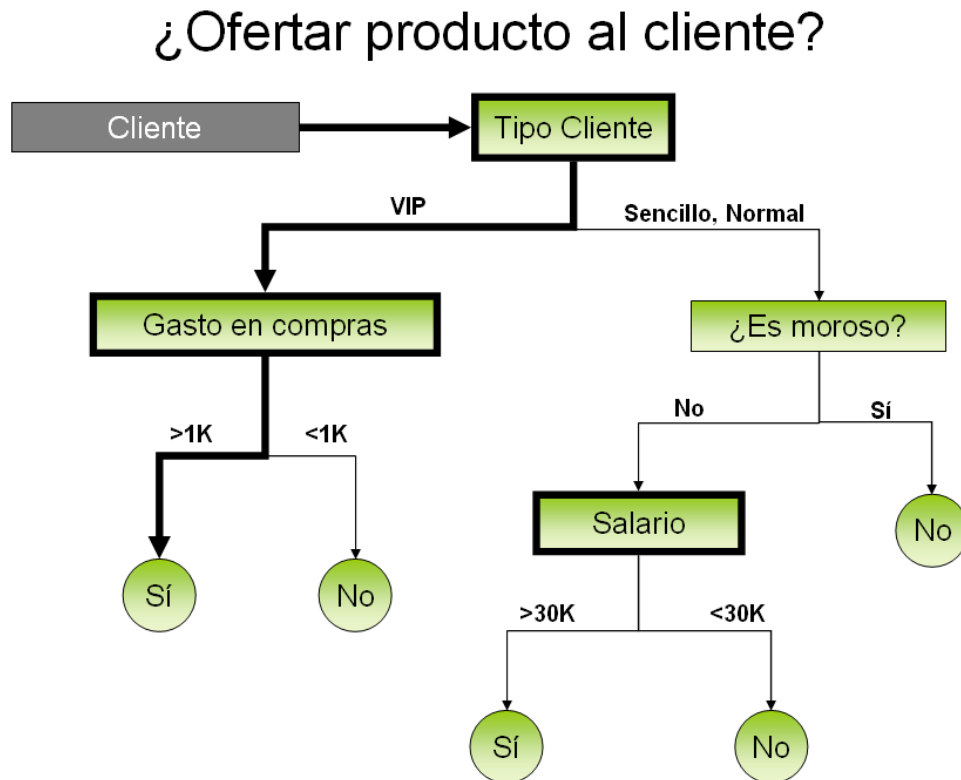 ¿Ofertar producto al cliente?
Cliente
Tipo Cliente
VIP
Sencillo, Normal
Gasto en compras
¿Es moroso?
No
Sí
>1K
<1K
Salario
No
Sí
No
>30K
<30K
Sí
No